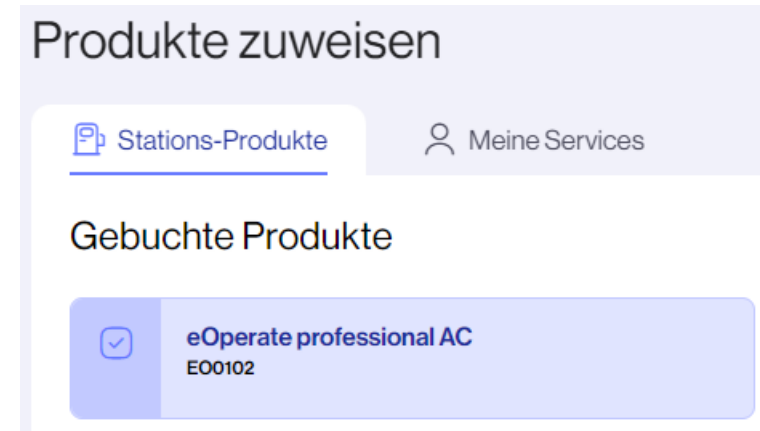 Produkte zuweisen
Stations-Produkte
Meine Services
Gebuchte Produkte
eOperate professional AC
EO0102